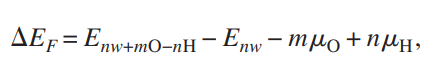 ΔE_F = E_{nw+mO−nH} − E_{nw} − mμ_O + nμ_H,